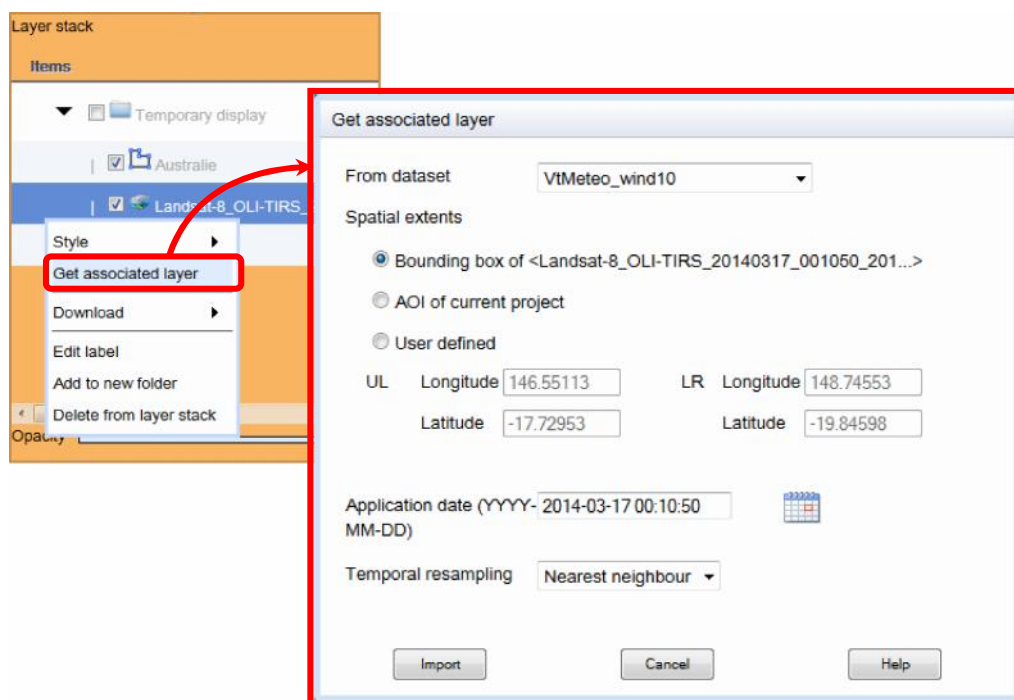 Layer stack
Items
Temporary display
Australie
Landsat-8_OLI-TIRS_
Style
Get associated layer
Download
Edit label
Add to new folder
Delete from layer stack
Opacity
Get associated layer
From dataset VtMeteo_wind10
Spatial extents
Bounding box of <Landsat-8_OLI-TIRS_20140317_001050_201...>
AOI of current project
User defined
UL Longitude 146.55113 LR Longitude 148.74553
Latitude -17.72953 Latitude -19.84598
Application date (YYYY- 2014-03-17 00:10:50
MM-DD)
Temporal resampling Nearest neighbour
Import Cancel Help